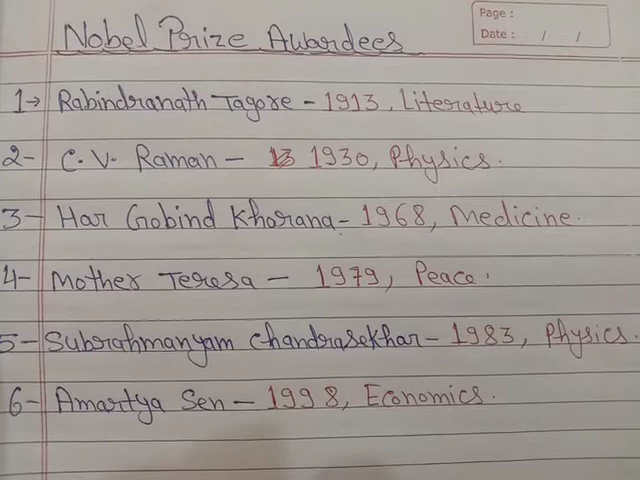 Page :
Date : / /
Nobel Prize Awardees
1→ Rabindranath Tagore - 1913, Literature
2- C.V. Raman - 1930, Physics.
3- Har Gobind Khorana - 1968, Medicine.
4- Mother Teresa - 1979, Peace.
5- Subrahmanyam Chandrasekhar - 1983, Physics.
6- Amartya Sen - 1998, Economics.